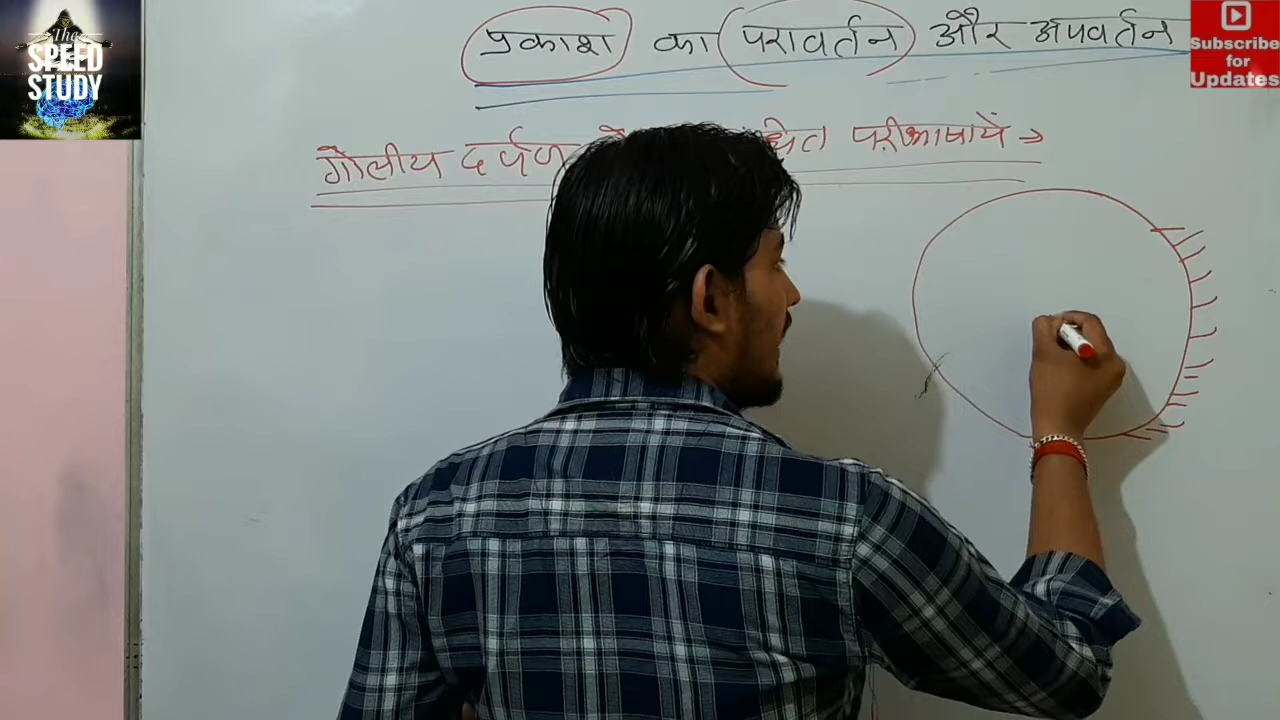 The
SPEED
STUDY
प्रकाश का परावर्तन और अपवर्तन
Subscribe
for
Updates
गोलीय दर्पण परीभाषायें →